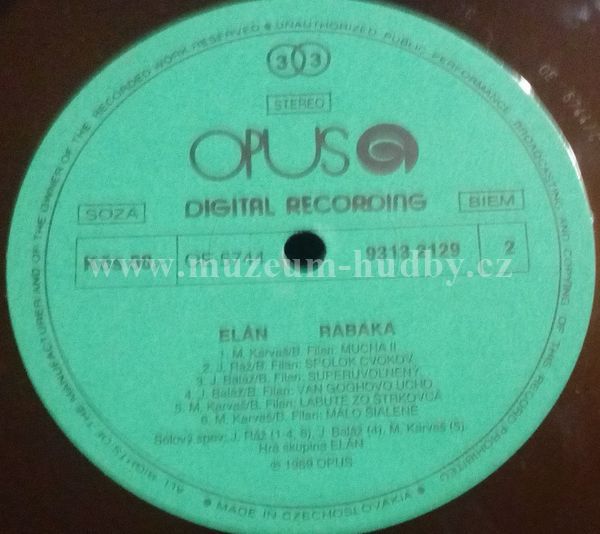 ALL RIGHTS OF THE MANUFACTURER AND OF THE OWNER OF THE RECORDED WORK RESERVED • UNAUTHORIZED PUBLIC PERFORMANCE, BROADCASTING AND COPYING OF THIS RECORD PROHIBITED
33
STEREO
OPUS
DIGITAL RECORDING
SOZA
BIEM
9313 2129
2
www.muzeum-hudby.cz
ELÁN RABAKA
1. M. Karvaš/B. Filan: MUCHA II
2. J. Ráž/B. Filan: SPOLOK CVOKOV
3. J. Baláž/B. Filan: SUPERUVOĽNENÝ
4. J. Baláž/B. Filan: VAN GOGHOVO UCHO
5. M. Karvaš/B. Filan: LABUTE ZO ŠTRKOVCA
6. M. Karvaš/B. Filan: MÁLO ŠIALENÉ
Sólový spev: J. Ráž (1-4, 6), J. Baláž (4), M. Karvaš (5)
Hrá skupina ELÁN
℗ 1989 OPUS
• MADE IN CZECHOSLOVAKIA •